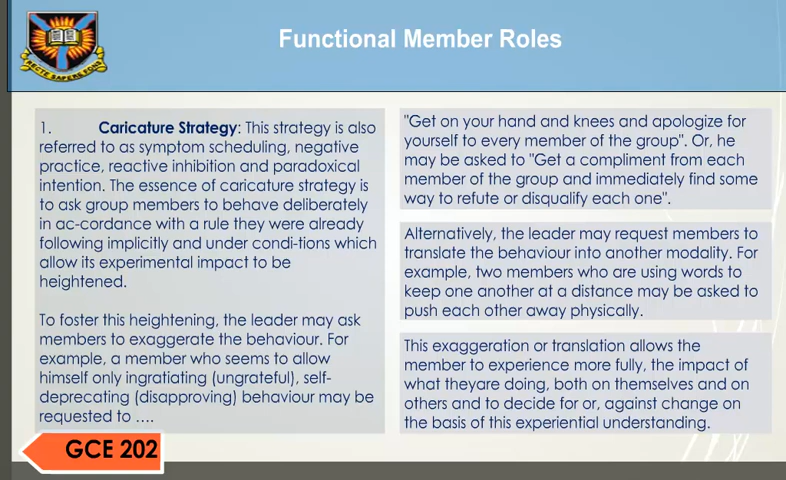 Functional Member Roles
RECTE SAPERE FONS
1. Caricature Strategy: This strategy is also
referred to as symptom scheduling, negative
practice, reactive inhibition and paradoxical
intention. The essence of caricature strategy is
to ask group members to behave deliberately
in ac-cordance with a rule they were already
following implicitly and under condi-tions which
allow its experimental impact to be
heightened.
To foster this heightening, the leader may ask
members to exaggerate the behaviour. For
example, a member who seems to allow
himself only ingratiating (ungrateful), self-
deprecating (disapproving) behaviour may be
requested to ....
"Get on your hand and knees and apologize for
yourself to every member of the group". Or, he
may be asked to "Get a compliment from each
member of the group and immediately find some
way to refute or disqualify each one".
Alternatively, the leader may request members to
translate the behaviour into another modality. For
example, two members who are using words to
keep one another at a distance may be asked to
push each other away physically.
This exaggeration or translation allows the
member to experience more fully, the impact of
what theyare doing, both on themselves and on
others and to decide for or, against change on
the basis of this experiential understanding.
GCE 202